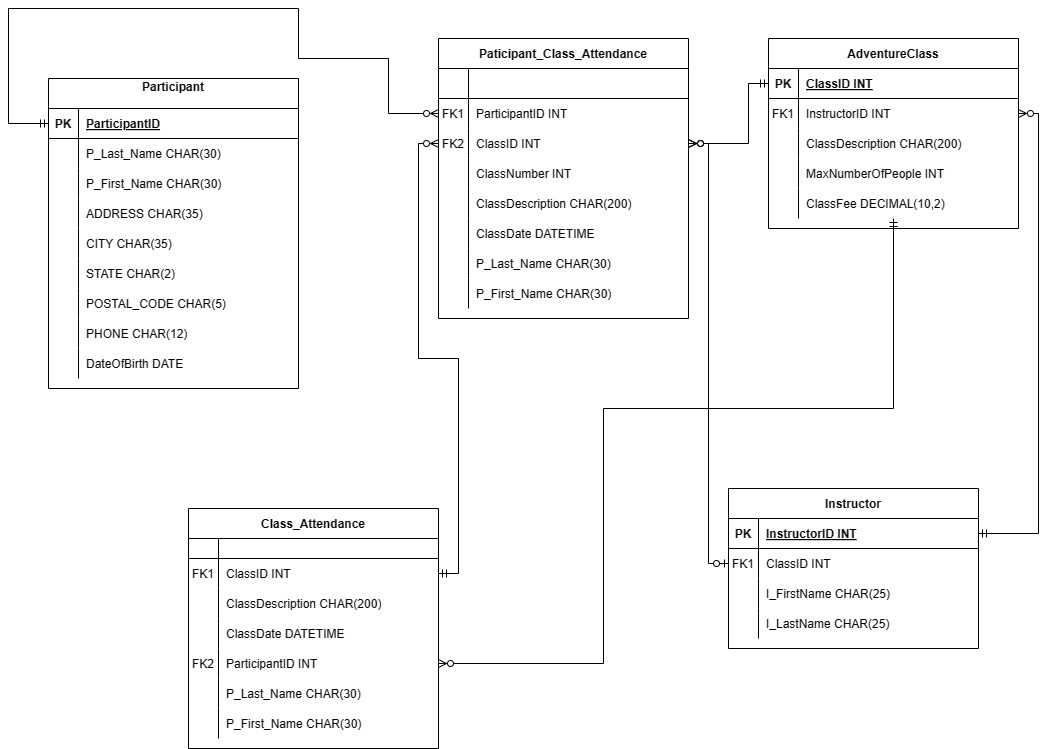 Participant
PK ParticipantID
P_Last_Name CHAR(30)
P_First_Name CHAR(30)
ADDRESS CHAR(35)
CITY CHAR(35)
STATE CHAR(2)
POSTAL_CODE CHAR(5)
PHONE CHAR(12)
DateOfBirth DATE
Paticipant_Class_Attendance
FK1 ParticipantID INT
FK2 ClassID INT
ClassNumber INT
ClassDescription CHAR(200)
ClassDate DATETIME
P_Last_Name CHAR(30)
P_First_Name CHAR(30)
AdventureClass
PK ClassID INT
FK1 InstructorID INT
ClassDescription CHAR(200)
MaxNumberOfPeople INT
ClassFee DECIMAL(10,2)
Class_Attendance
FK1 ClassID INT
ClassDescription CHAR(200)
ClassDate DATETIME
FK2 ParticipantID INT
P_Last_Name CHAR(30)
P_First_Name CHAR(30)
Instructor
PK InstructorID INT
FK1 ClassID INT
I_FirstName CHAR(25)
I_LastName CHAR(25)